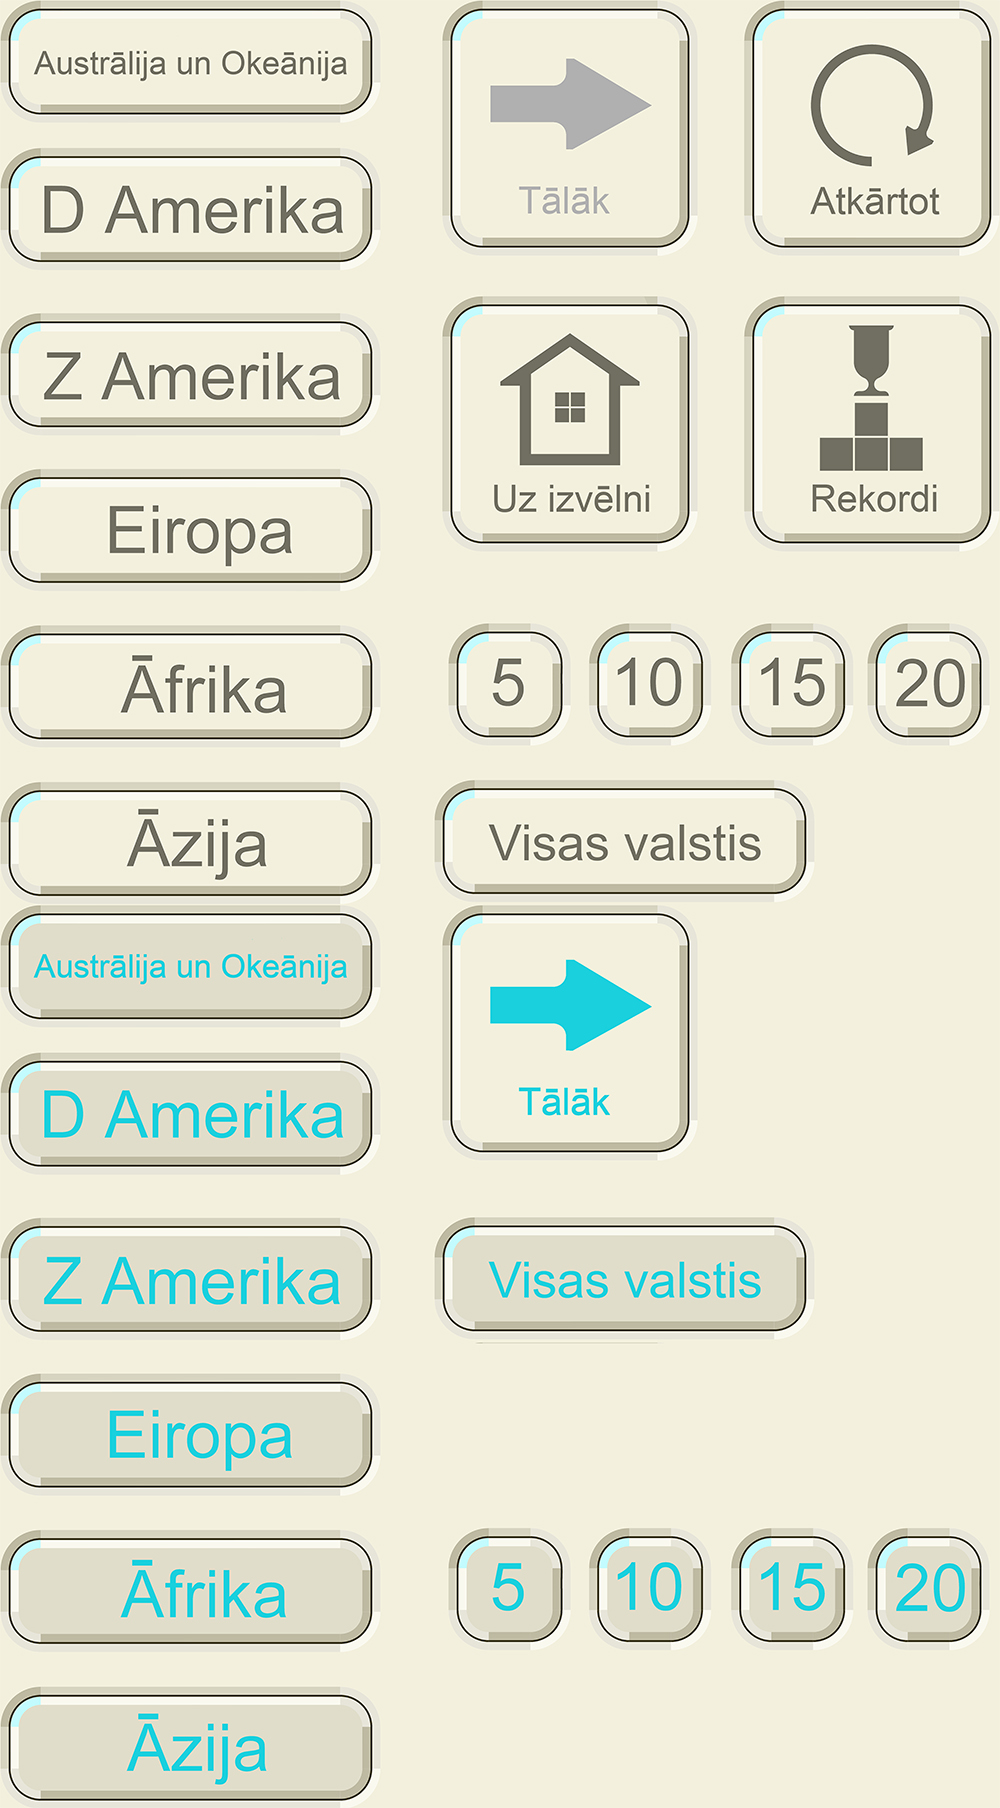 Austrālija un Okeānija
Tālāk
Atkārtot
D Amerika
Z Amerika
Uz izvēlni
Rekordi
Eiropa
Āfrika
5
10
15
20
Āzija
Visas valstis
Austrālija un Okeānija
Tālāk
D Amerika
Z Amerika
Visas valstis
Eiropa
Āfrika
5
10
15
20
Āzija